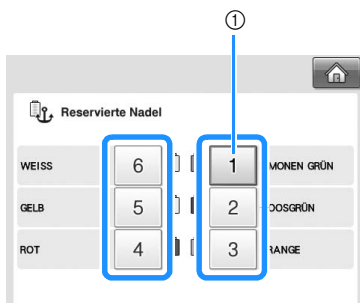 ①
Reservierte Nadel
WEISS 6 1 MONEN GRÜN
GELB 5 2 OOSGRÜN
ROT 4 3 RANGE